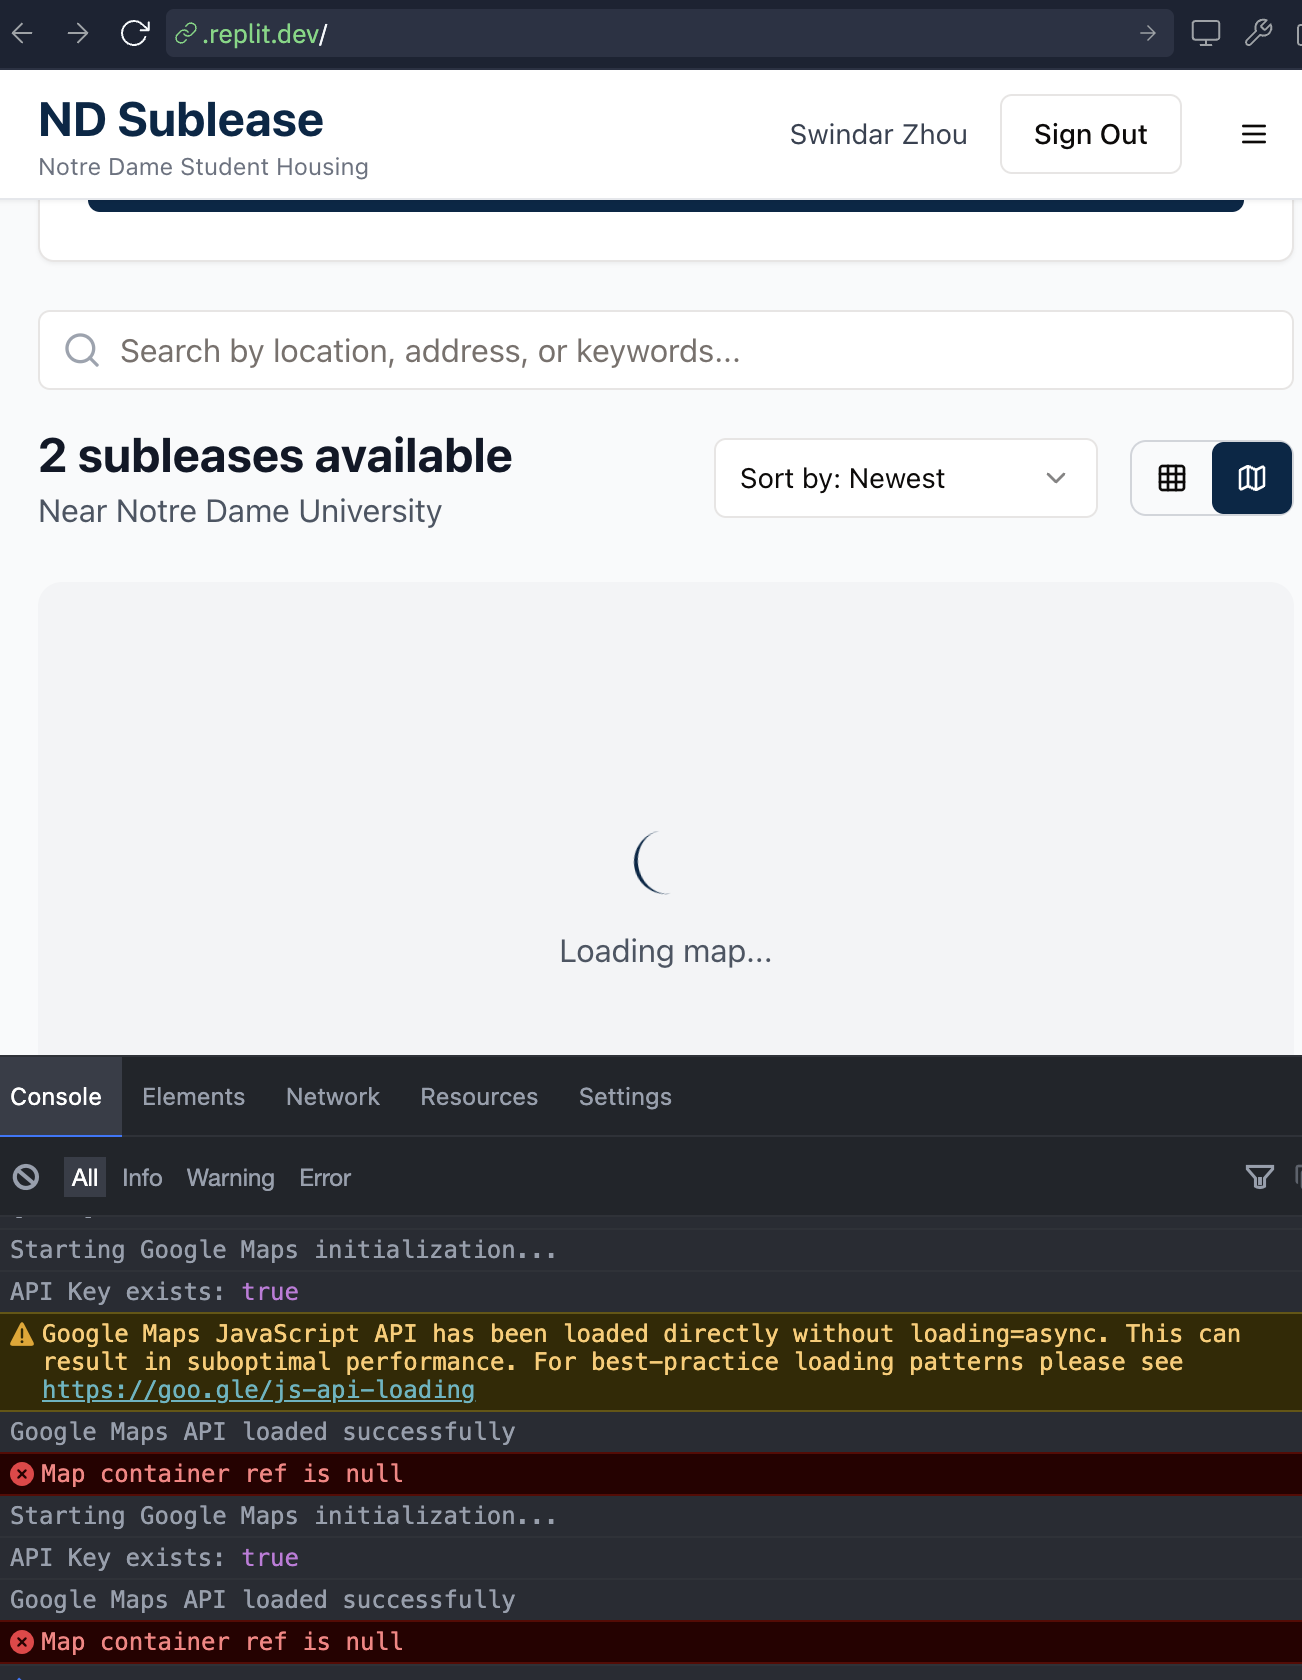 .replit.dev/
ND Sublease
Notre Dame Student Housing
Swindar Zhou
Sign Out
Search by location, address, or keywords...
2 subleases available
Near Notre Dame University
Sort by: Newest
Loading map...
Console Elements Network Resources Settings
All Info Warning Error
Starting Google Maps initialization...
API Key exists: true
Google Maps JavaScript API has been loaded directly without loading=async. This can
result in suboptimal performance. For best-practice loading patterns please see
https://goo.gle/js-api-loading
Google Maps API loaded successfully
Map container ref is null
Starting Google Maps initialization...
API Key exists: true
Google Maps API loaded successfully
Map container ref is null